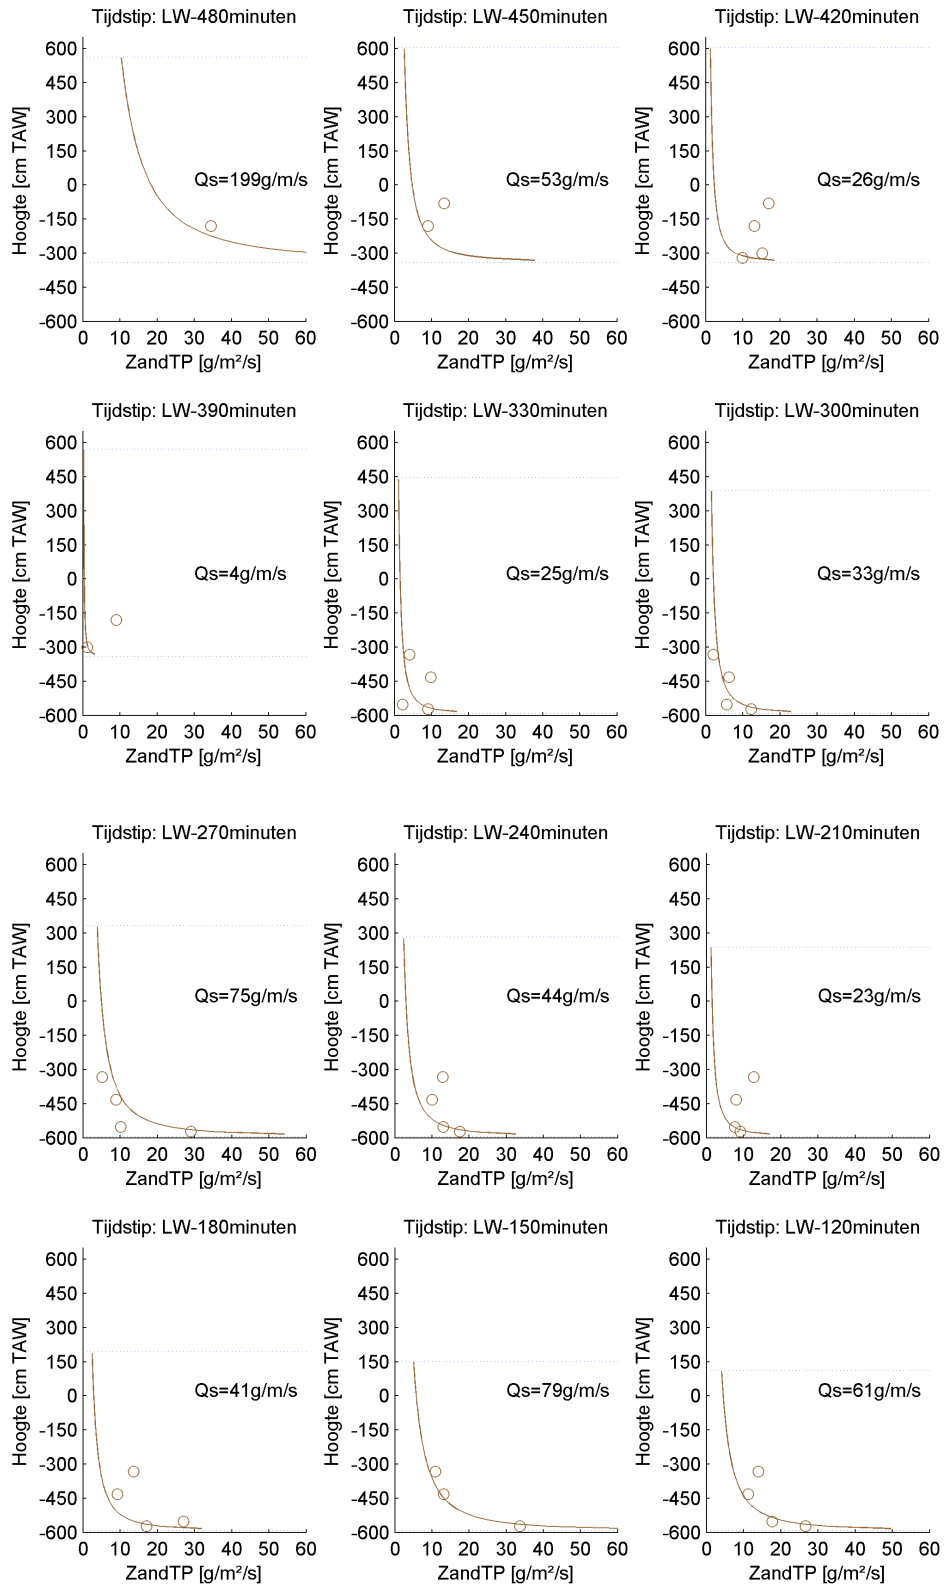 Tijdstip: LW-480minuten
Hoogte [cm TAW]
600
450
300
150
0
-150
-300
-450
-600
Qs=199g/m/s
0 10 20 30 40 50 60
ZandTP [g/m²/s]
Tijdstip: LW-450minuten
Hoogte [cm TAW]
600
450
300
150
0
-150
-300
-450
-600
Qs=53g/m/s
0 10 20 30 40 50 60
ZandTP [g/m²/s]
Tijdstip: LW-420minuten
Hoogte [cm TAW]
600
450
300
150
0
-150
-300
-450
-600
Qs=26g/m/s
0 10 20 30 40 50 60
ZandTP [g/m²/s]
Tijdstip: LW-390minuten
Hoogte [cm TAW]
600
450
300
150
0
-150
-300
-450
-600
Qs=4g/m/s
0 10 20 30 40 50 60
ZandTP [g/m²/s]
Tijdstip: LW-330minuten
Hoogte [cm TAW]
600
450
300
150
0
-150
-300
-450
-600
Qs=25g/m/s
0 10 20 30 40 50 60
ZandTP [g/m²/s]
Tijdstip: LW-300minuten
Hoogte [cm TAW]
600
450
300
150
0
-150
-300
-450
-600
Qs=33g/m/s
0 10 20 30 40 50 60
ZandTP [g/m²/s]
Tijdstip: LW-270minuten
Hoogte [cm TAW]
600
450
300
150
0
-150
-300
-450
-600
Qs=75g/m/s
0 10 20 30 40 50 60
ZandTP [g/m²/s]
Tijdstip: LW-240minuten
Hoogte [cm TAW]
600
450
300
150
0
-150
-300
-450
-600
Qs=44g/m/s
0 10 20 30 40 50 60
ZandTP [g/m²/s]
Tijdstip: LW-210minuten
Hoogte [cm TAW]
600
450
300
150
0
-150
-300
-450
-600
Qs=23g/m/s
0 10 20 30 40 50 60
ZandTP [g/m²/s]
Tijdstip: LW-180minuten
Hoogte [cm TAW]
600
450
300
150
0
-150
-300
-450
-600
Qs=41g/m/s
0 10 20 30 40 50 60
ZandTP [g/m²/s]
Tijdstip: LW-150minuten
Hoogte [cm TAW]
600
450
300
150
0
-150
-300
-450
-600
Qs=79g/m/s
0 10 20 30 40 50 60
ZandTP [g/m²/s]
Tijdstip: LW-120minuten
Hoogte [cm TAW]
600
450
300
150
0
-150
-300
-450
-600
Qs=61g/m/s
0 10 20 30 40 50 60
ZandTP [g/m²/s]